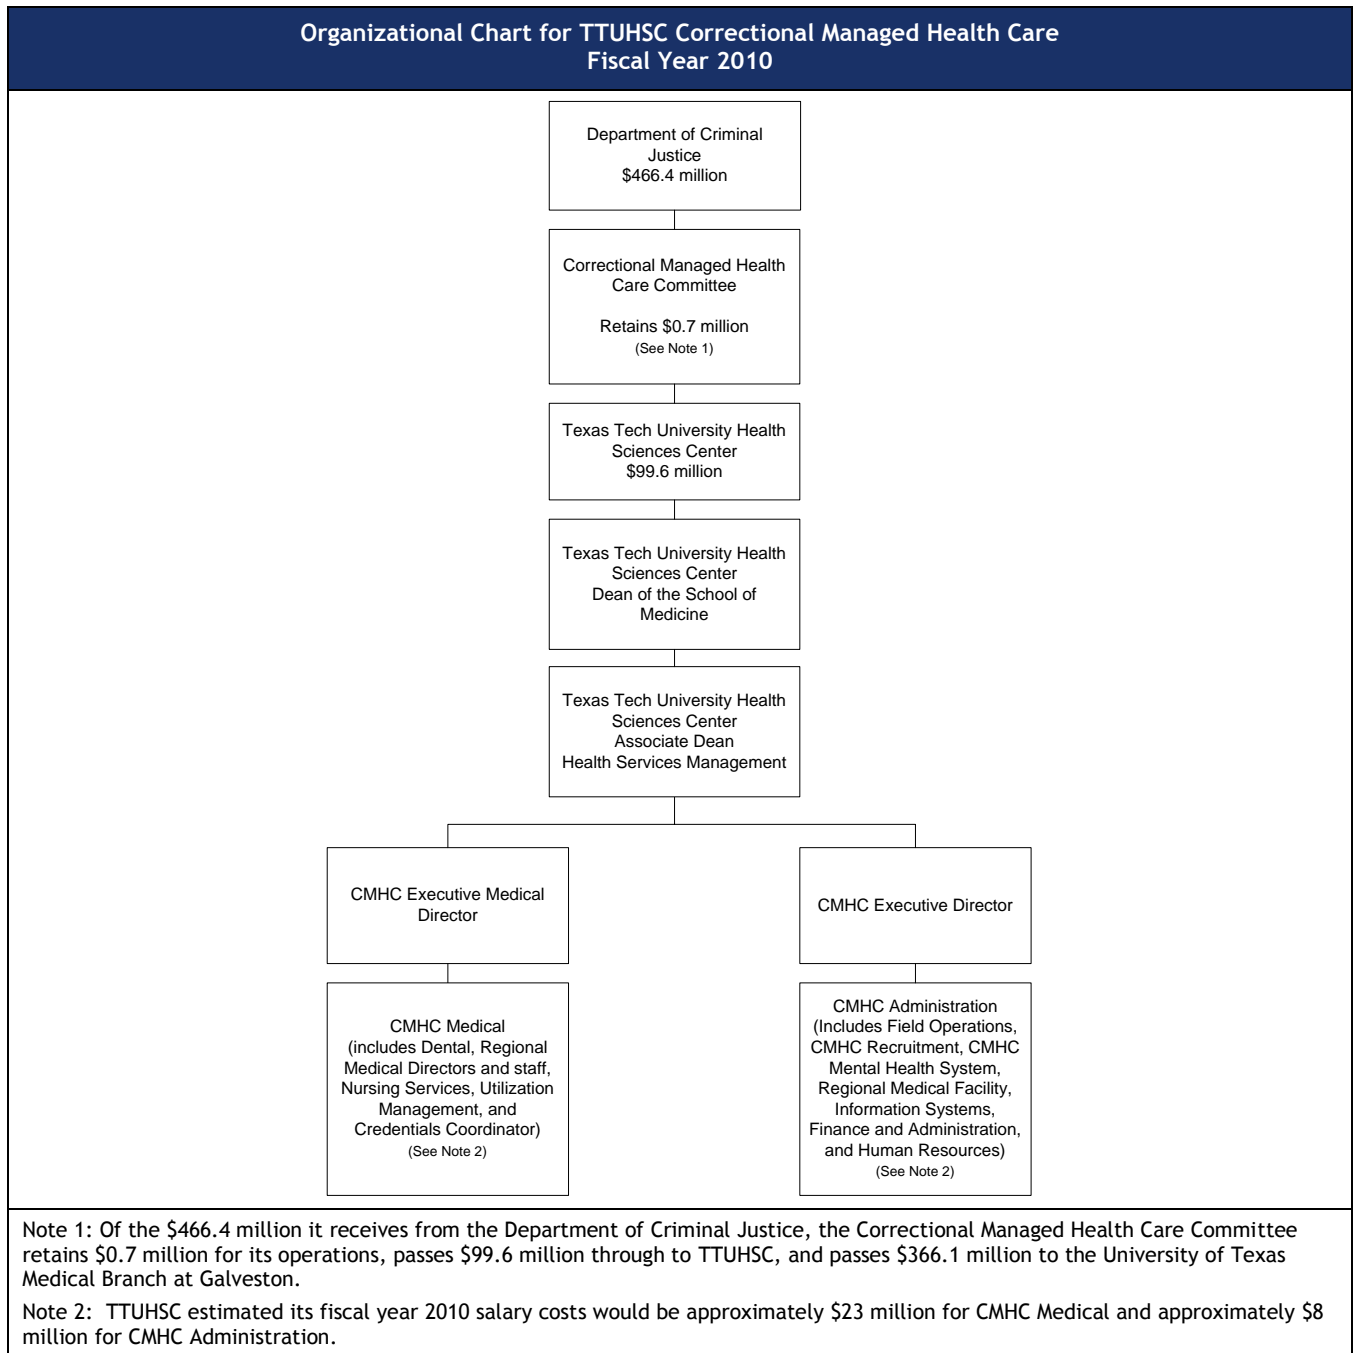 Organizational Chart for TTUHSC Correctional Managed Health Care
Fiscal Year 2010
Department of Criminal
Justice
$466.4 million
Correctional Managed Health
Care Committee
Retains $0.7 million
(See Note 1)
Texas Tech University Health
Sciences Center
$99.6 million
Texas Tech University Health
Sciences Center
Dean of the School of
Medicine
Texas Tech University Health
Sciences Center
Associate Dean
Health Services Management
CMHC Executive Medical
Director
CMHC Executive Director
CMHC Medical
(includes Dental, Regional
Medical Directors and staff,
Nursing Services, Utilization
Management, and
Credentials Coordinator)
(See Note 2)
CMHC Administration
(Includes Field Operations,
CMHC Recruitment, CMHC
Mental Health System,
Regional Medical Facility,
Information Systems,
Finance and Administration,
and Human Resources)
(See Note 2)
Note 1: Of the $466.4 million it receives from the Department of Criminal Justice, the Correctional Managed Health Care Committee
retains $0.7 million for its operations, passes $99.6 million through to TTUHSC, and passes $366.1 million to the University of Texas
Medical Branch at Galveston.
Note 2: TTUHSC estimated its fiscal year 2010 salary costs would be approximately $23 million for CMHC Medical and approximately $8
million for CMHC Administration.